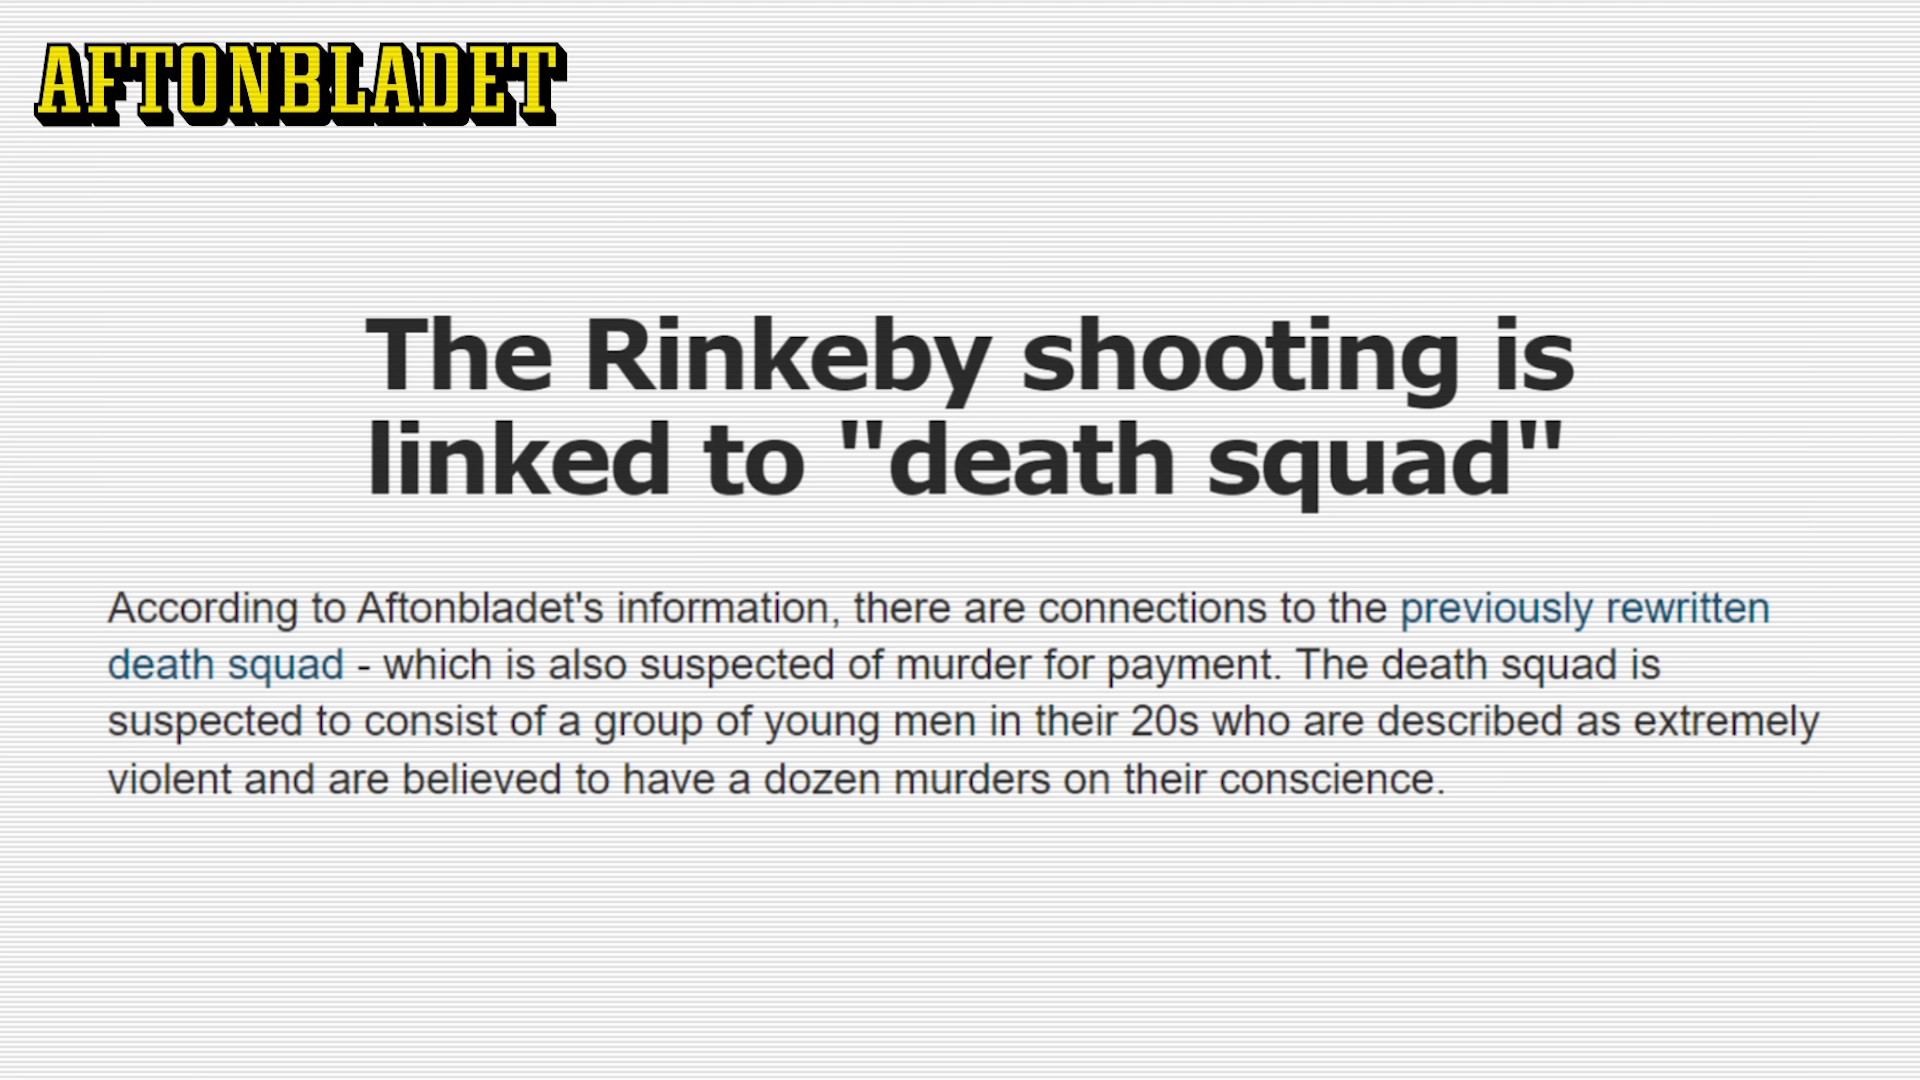 AFTONBLADET
The Rinkeby shooting is
linked to "death squad"
According to Aftonbladet's information, there are connections to the previously rewritten
death squad - which is also suspected of murder for payment. The death squad is
suspected to consist of a group of young men in their 20s who are described as extremely
violent and are believed to have a dozen murders on their conscience.